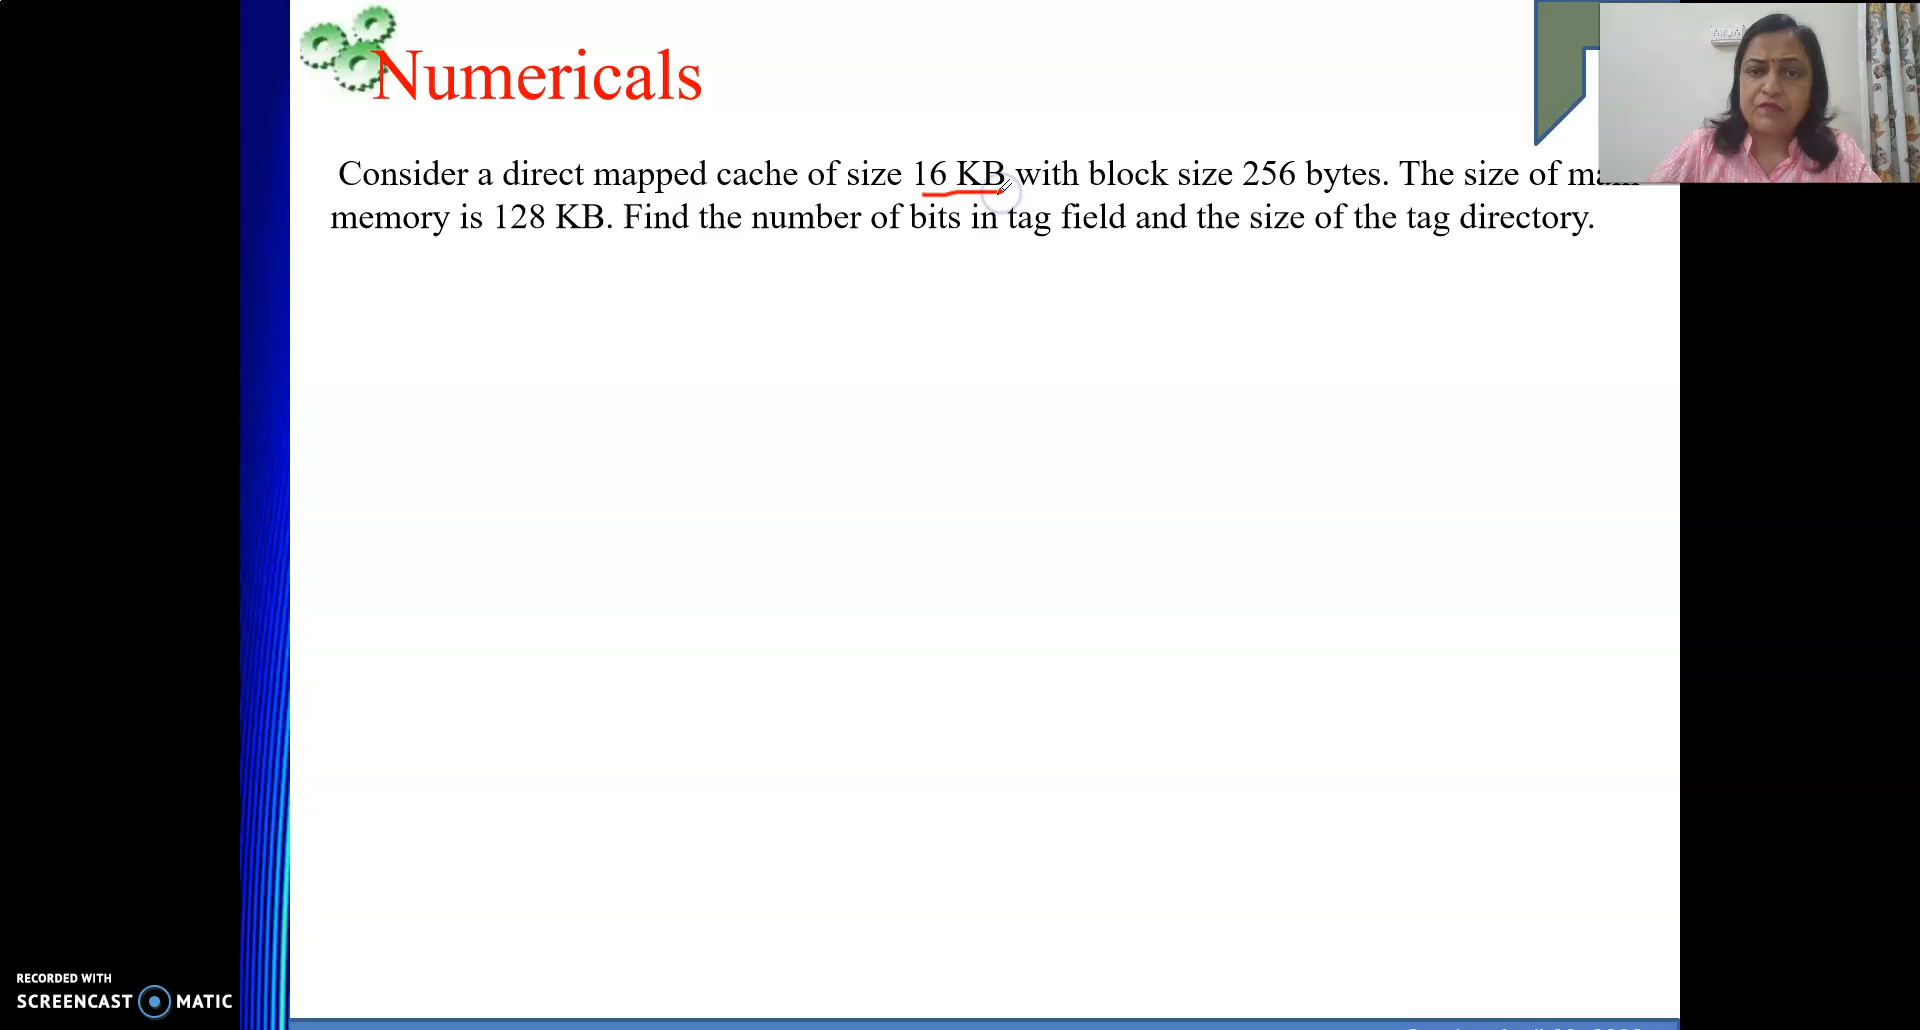 Numericals
Consider a direct mapped cache of size 16 KB with block size 256 bytes. The size of
memory is 128 KB. Find the number of bits in tag field and the size of the tag directory.
RECORDED WITH
SCREENCAST MATIC